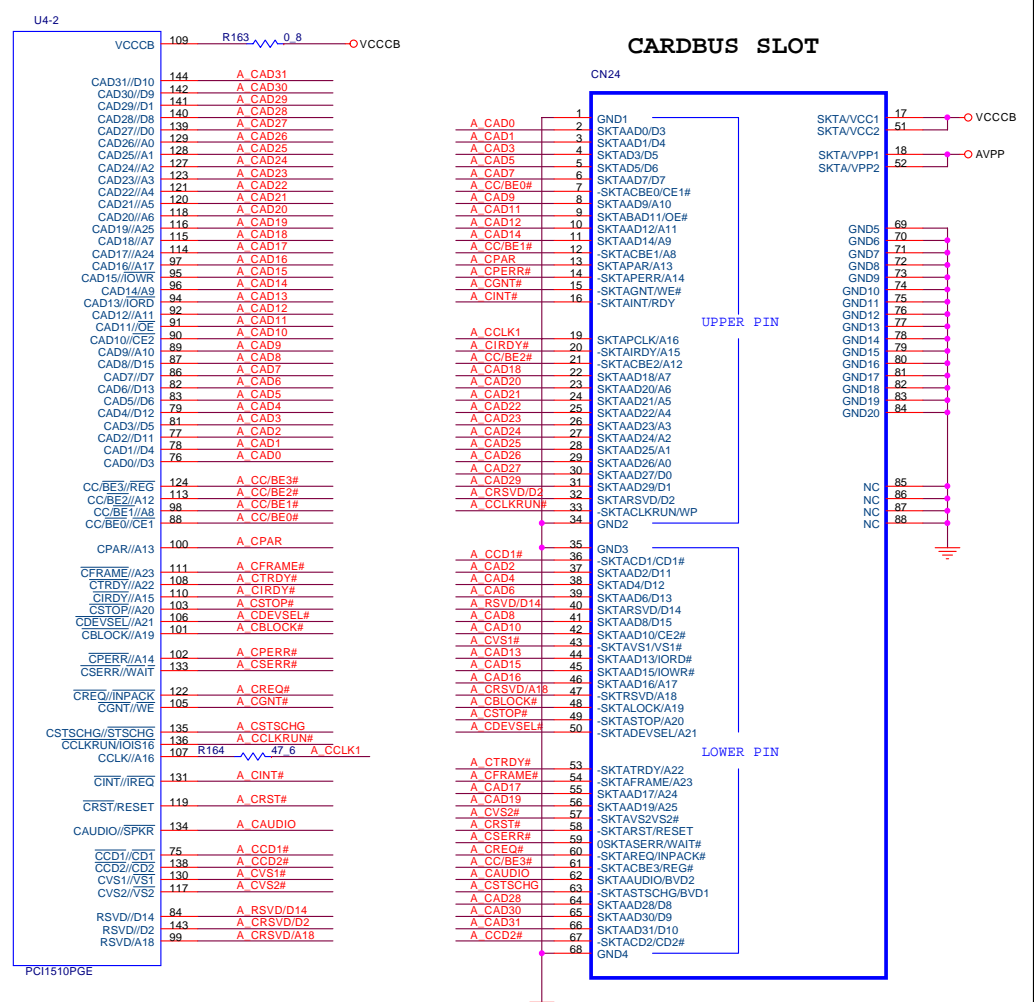 U4-2
VCCCB 109 R163 0_8 VCCCB
CAD31//D10 144 A_CAD31
CAD30//D9 142 A_CAD30
CAD29//D1 141 A_CAD29
CAD28//D8 140 A_CAD28
CAD27//D0 139 A_CAD27
CAD26//A0 129 A_CAD26
CAD25//A1 128 A_CAD25
CAD24//A2 127 A_CAD24
CAD23//A3 123 A_CAD23
CAD22//A4 121 A_CAD22
CAD21//A5 120 A_CAD21
CAD20//A6 118 A_CAD20
CAD19//A25 116 A_CAD19
CAD18//A7 115 A_CAD18
CAD17//A24 114 A_CAD17
CAD16//A17 97 A_CAD16
CAD15//IOWR 95 A_CAD15
CAD14//A9 96 A_CAD14
CAD13//IORD 94 A_CAD13
CAD12//A11 92 A_CAD12
CAD11//OE 91 A_CAD11
CAD10//CE2 90 A_CAD10
CAD9//A10 89 A_CAD9
CAD8//D15 87 A_CAD8
CAD7//D7 86 A_CAD7
CAD6//D13 82 A_CAD6
CAD5//D6 83 A_CAD5
CAD4//D12 79 A_CAD4
CAD3//D5 81 A_CAD3
CAD2//D11 77 A_CAD2
CAD1//D4 78 A_CAD1
CAD0//D3 76 A_CAD0
CC/BE3//REG 124 A_CC/BE3#
CC/BE2//A12 113 A_CC/BE2#
CC/BE1//A8 98 A_CC/BE1#
CC/BE0//CE1 88 A_CC/BE0#
CPAR//A13 100 A_CPAR
CFRAME//A23 111 A_CFRAME#
CTRDY//A22 108 A_CTRDY#
CIRDY//A15 110 A_CIRDY#
CSTOP//A20 103 A_CSTOP#
CDEVSEL//A21 106 A_CDEVSEL#
CBLOCK//A19 101 A_CBLOCK#
CPERR//A14 102 A_CPERR#
CSERR//WAIT 133 A_CSERR#
CREQ//INPACK 122 A_CREQ#
CGNT//WE 105 A_CGNT#
CSTSCHG//STSCHG 135 A_CSTSCHG
CCLKRUN/IOIS16 136 A_CCLKRUN#
CCLK//A16 107 R164 47_6 A_CCLK1
CINT//IREQ 131 A_CINT#
CRST/RESET 119 A_CRST#
CAUDIO//SPKR 134 A_CAUDIO
CCD1//CD1 75 A_CCD1#
CCD2//CD2 138 A_CCD2#
CVS1//VS1 130 A_CVS1#
CVS2//VS2 117 A_CVS2#
RSVD//D14 84 A_RSVD/D14
RSVD//D2 143 A_CRSVD/D2
RSVD/A18 99 A_CRSVD/A18
PCI1510PGE
CARDBUS SLOT
CN24
1 GND1
A_CAD0 2 SKTAAD0/D3
A_CAD1 3 SKTAAD1/D4
A_CAD3 4 SKTAD3/D5
A_CAD5 5 SKTAD5/D6
A_CAD7 6 SKTAAD7/D7
A_CC/BE0# 7 -SKTACBE0/CE1#
A_CAD9 8 SKTAAD9/A10
A_CAD11 9 SKTABAD11/OE#
A_CAD12 10 SKTAAD12/A11
A_CAD14 11 SKTAAD14/A9
A_CC/BE1# 12 -SKTACBE1/A8
A_CPAR 13 SKTAPAR/A13
A_CPERR# 14 -SKTAPERR/A14
A_CGNT# 15 -SKTAGNT/WE#
A_CINT# 16 -SKTAINT/RDY
UPPER PIN
A_CCLK1 19 SKTAPCLK/A16
A_CIRDY# 20 -SKTAIRDY/A15
A_CC/BE2# 21 -SKTACBE2/A12
A_CAD18 22 SKTAAD18/A7
A_CAD20 23 SKTAAD20/A6
A_CAD21 24 SKTAAD21/A5
A_CAD22 25 SKTAAD22/A4
A_CAD23 26 SKTAAD23/A3
A_CAD24 27 SKTAAD24/A2
A_CAD25 28 SKTAAD25/A1
A_CAD26 29 SKTAAD26/A0
A_CAD27 30 SKTAAD27/D0
A_CAD29 31 SKTAAD29/D1
A_CRSVD/D2 32 SKTARSVD/D2
A_CCLKRUN# 33 -SKTACLKRUN/WP
34 GND2
35 GND3
A_CCD1# 36 -SKTACD1/CD1#
A_CAD2 37 SKTAAD2/D11
A_CAD4 38 SKTAD4/D12
A_CAD6 39 SKTAAD6/D13
A_RSVD/D14 40 SKTARSVD/D14
A_CAD8 41 SKTAAD8/D15
A_CAD10 42 SKTAAD10/CE2#
A_CVS1# 43 -SKTAVS1/VS1#
A_CAD13 44 SKTAAD13/IORD#
A_CAD15 45 SKTAAD15/IOWR#
A_CAD16 46 SKTAAD16/A17
A_CRSVD/A18 47 -SKTRSVD/A18
A_CBLOCK# 48 -SKTALOCK/A19
A_CSTOP# 49 -SKTASTOP/A20
A_CDEVSEL# 50 -SKTADEVSEL/A21
LOWER PIN
A_CTRDY# 53 -SKTATRDY/A22
A_CFRAME# 54 -SKTAFRAME/A23
A_CAD17 55 SKTAAD17/A24
A_CAD19 56 SKTAAD19/A25
A_CVS2# 57 -SKTAVS2VS2#
A_CRST# 58 -SKTARST/RESET
A_CSERR# 59 0SKTASERR/WAIT#
A_CREQ# 60 -SKTAREQ/INPACK#
A_CC/BE3# 61 -SKTACBE3/REG#
A_CAUDIO 62 SKTAAUDIO/BVD2
A_CSTSCHG 63 -SKTASTSCHG/BVD1
A_CAD28 64 SKTAAD28/D8
A_CAD30 65 SKTAAD30/D9
A_CAD31 66 SKTAAD31/D10
A_CCD2# 67 -SKTACD2/CD2#
68 GND4
SKTA/VCC1 17 VCCCB
SKTA/VCC2 51
SKTA/VPP1 18 AVPP
SKTA/VPP2 52
GND5 69
GND6 70
GND7 71
GND8 72
GND9 73
GND10 74
GND11 75
GND12 76
GND13 77
GND14 78
GND15 79
GND16 80
GND17 81
GND18 82
GND19 83
GND20 84
NC 85
NC 86
NC 87
NC 88